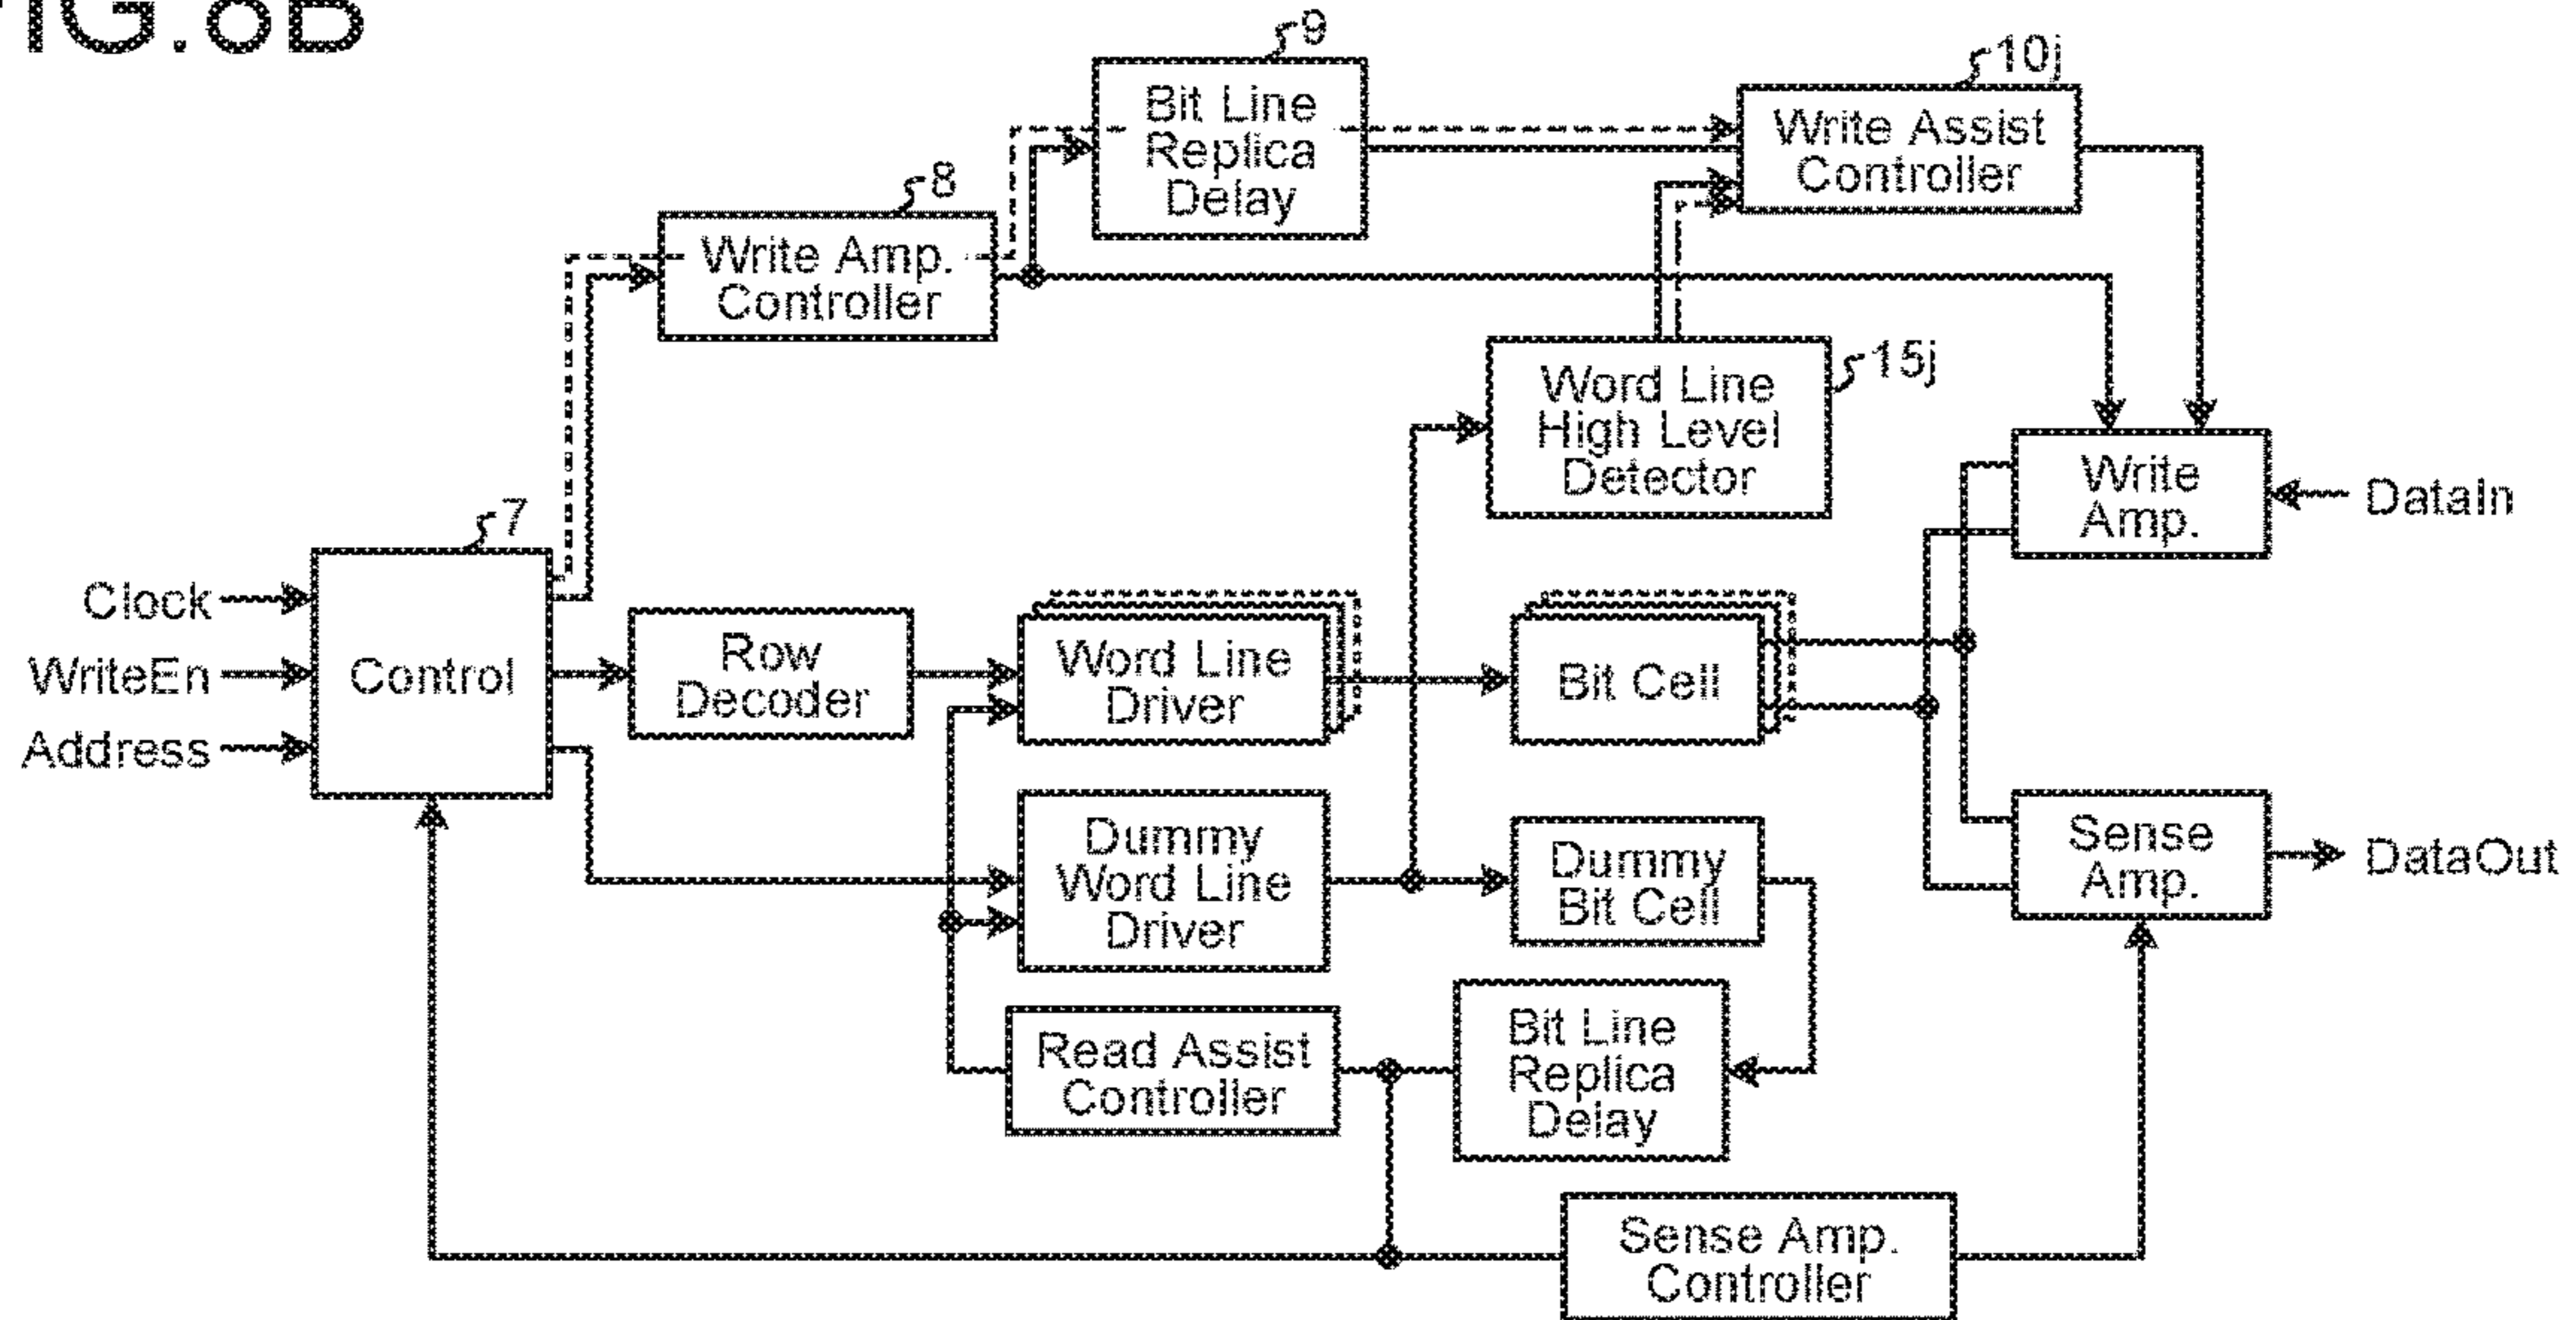 FIG.8B
9
Bit Line
Replica
Delay
10j
Write Assist
Controller
8
Write Amp.
Controller
15j
Word Line
High Level
Detector
Write
Amp.
DataIn
7
Clock
WriteEn
Address
Control
Row
Decoder
Word Line
Driver
Bit Cell
Dummy
Word Line
Driver
Dummy
Bit Cell
Sense
Amp.
DataOut
Read Assist
Controller
Bit Line
Replica
Delay
Sense Amp.
Controller